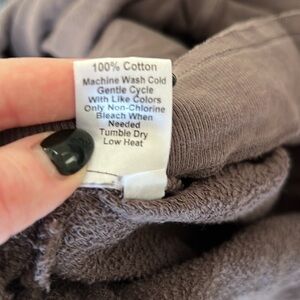 100% Cotton
Machine Wash Cold
Gentle Cycle
With Like Colors
Only Non-Chlorine
Bleach When
Needed
Tumble Dry
Low Heat